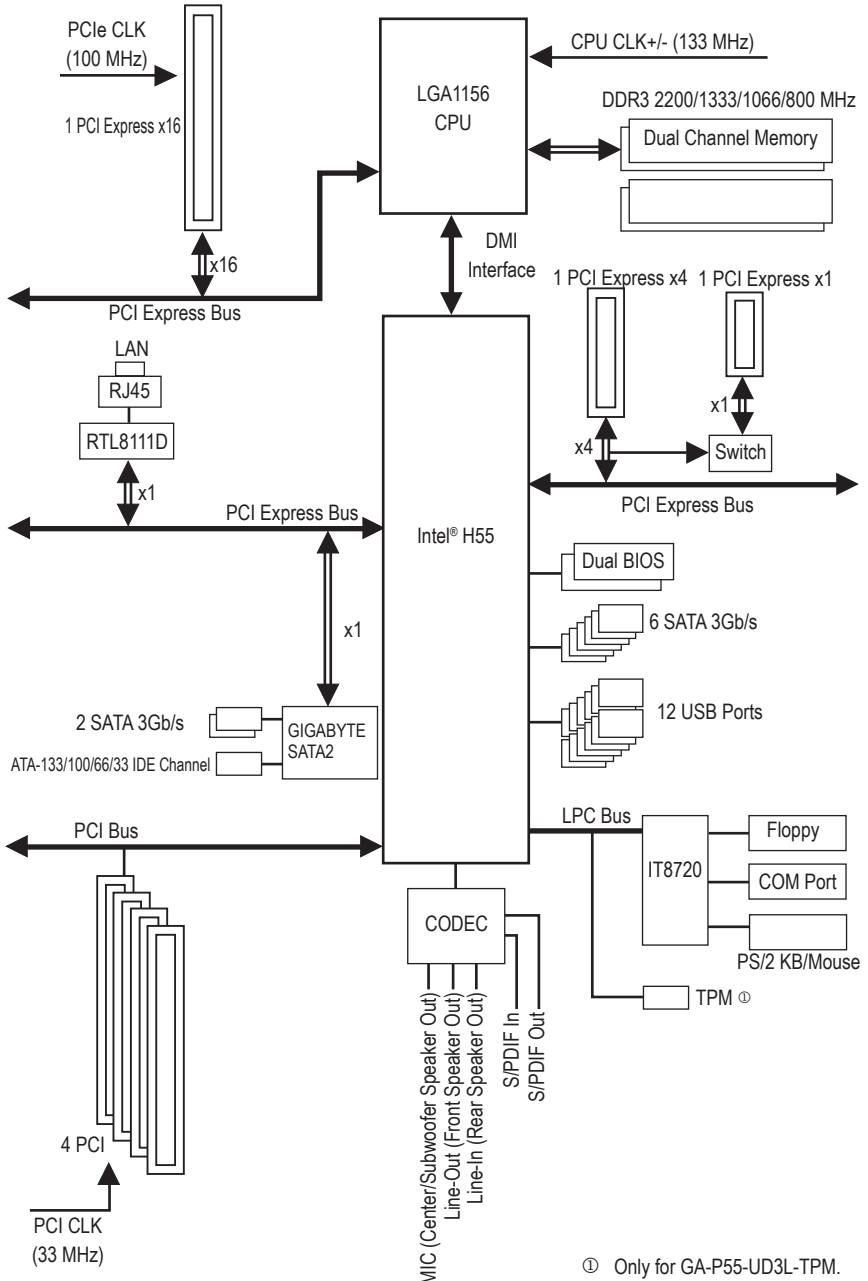 PCIe CLK
(100 MHz)
1 PCI Express x16
x16
PCI Express Bus
LGA1156
CPU
CPU CLK+/- (133 MHz)
DDR3 2200/1333/1066/800 MHz
Dual Channel Memory
DMI
Interface
1 PCI Express x4
1 PCI Express x1
x4
x1
Switch
PCI Express Bus
LAN
RJ45
RTL8111D
x1
PCI Express Bus
x1
2 SATA 3Gb/s
ATA-133/100/66/33 IDE Channel
GIGABYTE
SATA2
Intel® H55
Dual BIOS
6 SATA 3Gb/s
12 USB Ports
PCI Bus
LPC Bus
IT8720
Floppy
COM Port
PS/2 KB/Mouse
TPM ①
CODEC
MIC (Center/Subwoofer Speaker Out)
Line-Out (Front Speaker Out)
Line-In (Rear Speaker Out)
S/PDIF In
S/PDIF Out
4 PCI
PCI CLK
(33 MHz)
① Only for GA-P55-UD3L-TPM.